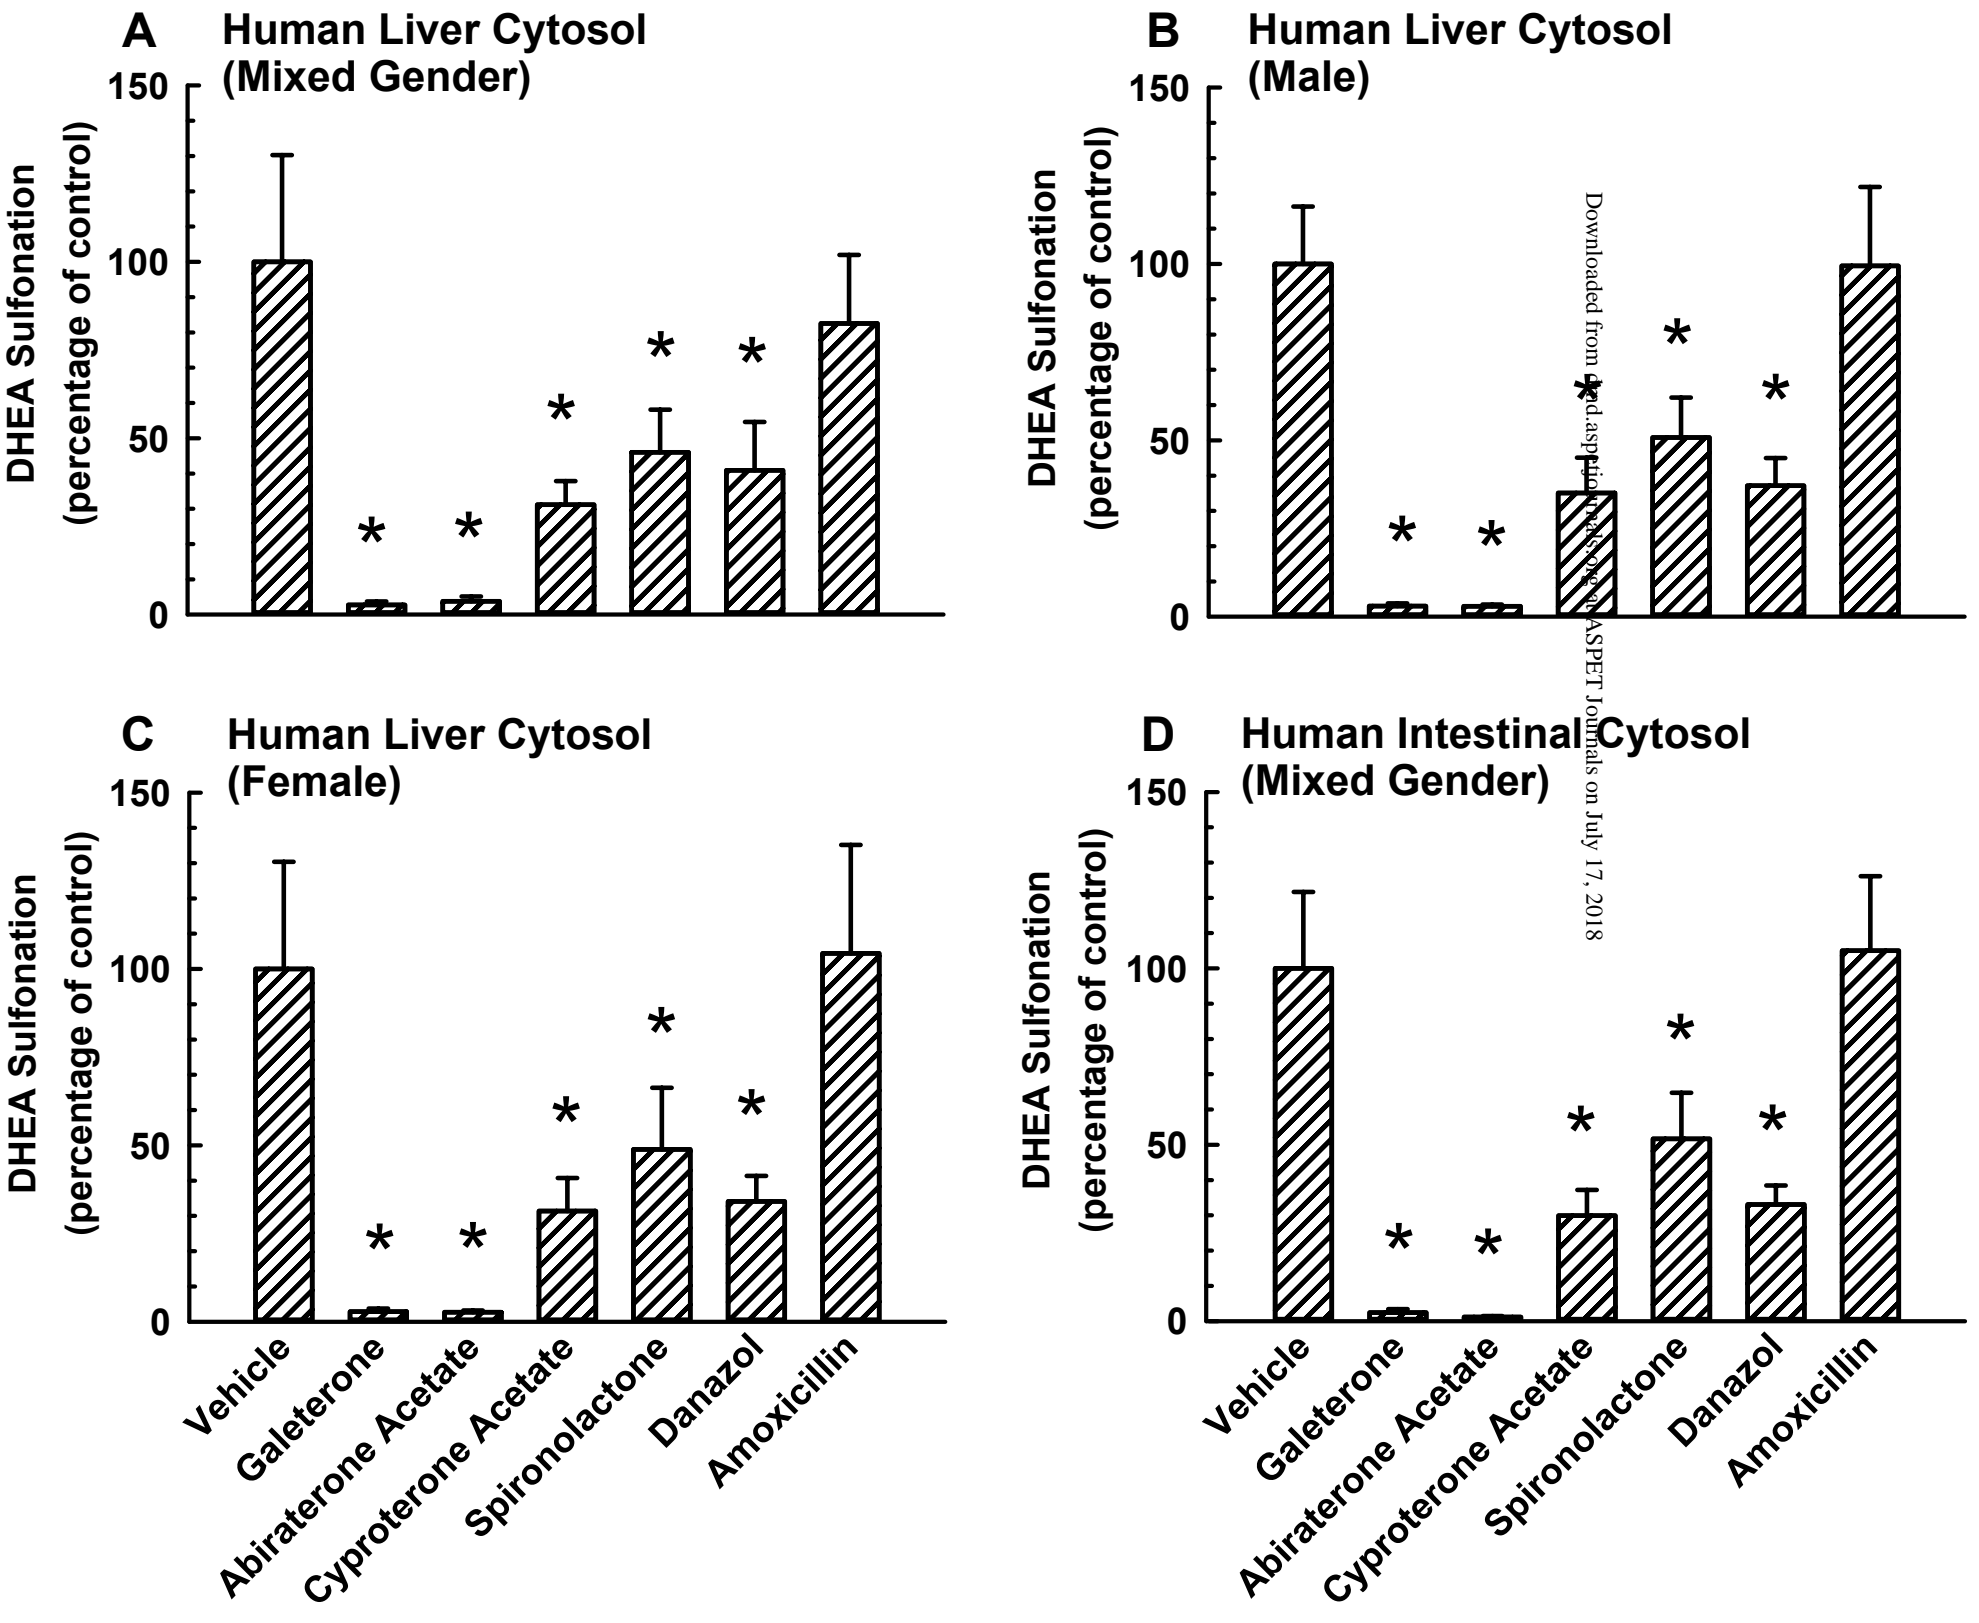 A Human Liver Cytosol
(Mixed Gender)
DHEA Sulfonation
(percentage of control)
150
100
50
0
* * * * *
B Human Liver Cytosol
(Male)
DHEA Sulfonation
(percentage of control)
150
100
50
0
* * * * *
C Human Liver Cytosol
(Female)
DHEA Sulfonation
(percentage of control)
150
100
50
0
* * * * *
Vehicle
Galeterone
Abiraterone Acetate
Cyproterone Acetate
Spironolactone
Danazol
Amoxicillin
D Human Intestinal Cytosol
(Mixed Gender)
DHEA Sulfonation
(percentage of control)
150
100
50
0
* * * * *
Vehicle
Galeterone
Abiraterone Acetate
Cyproterone Acetate
Spironolactone
Danazol
Amoxicillin
Downloaded from dmd.aspetjournals.org at ASPET Journals on July 17, 2018